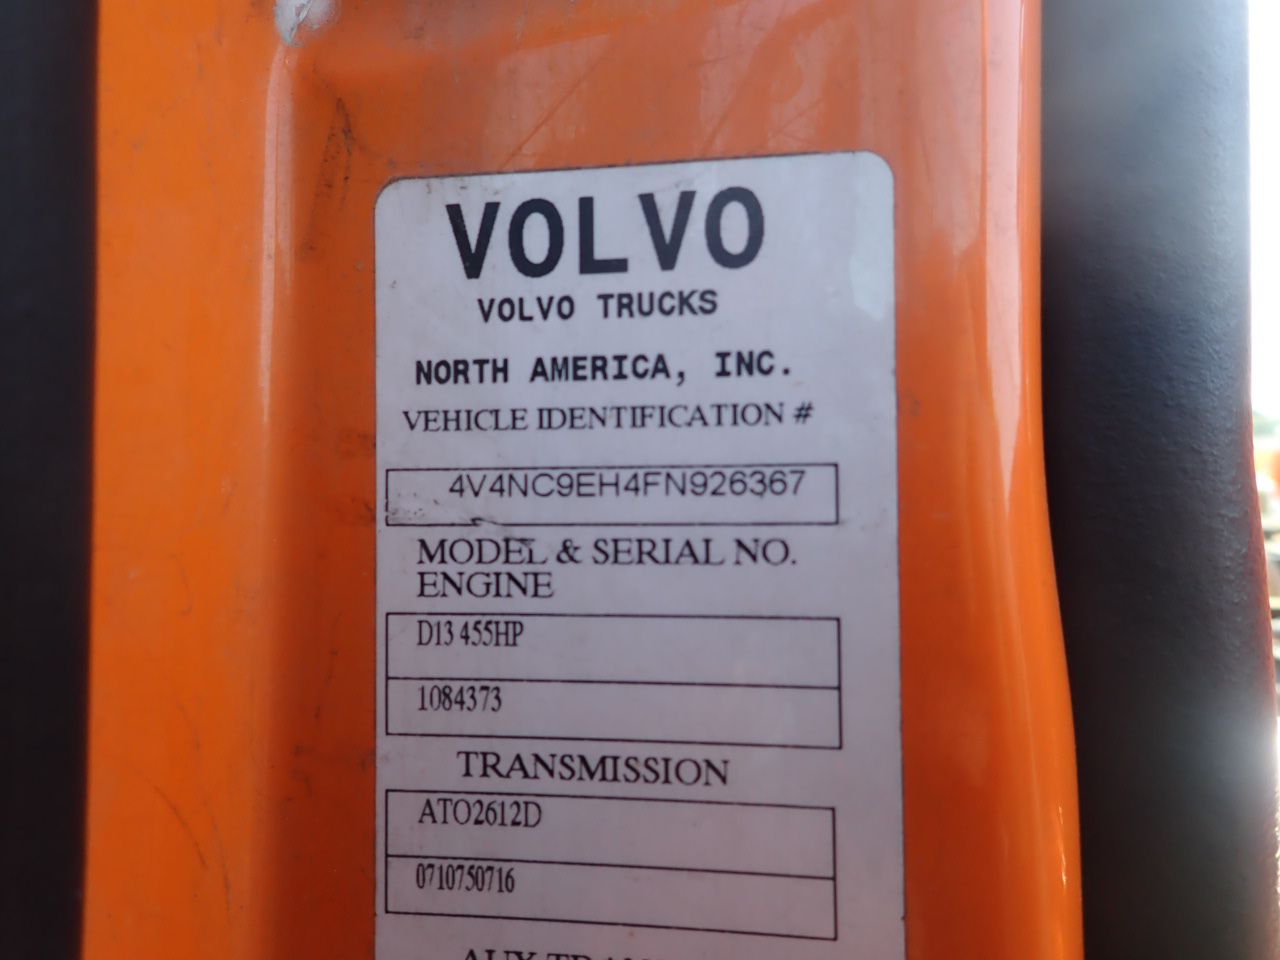 VOLVO
VOLVO TRUCKS
NORTH AMERICA, INC.
VEHICLE IDENTIFICATION #
4V4NC9EH4FN926367
MODEL & SERIAL NO.
ENGINE
D13 455HP
1084373
TRANSMISSION
ATO2612D
0710750716